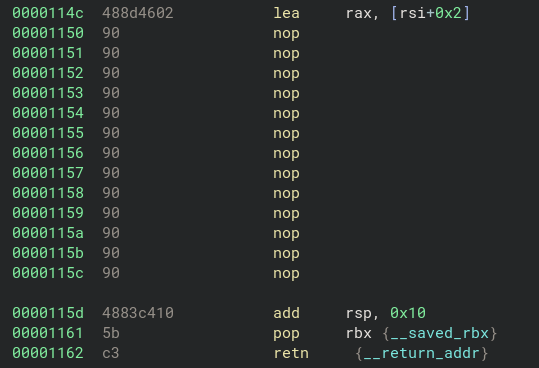 0000114c 488d4602 lea rax, [rsi+0x2]
00001150 90 nop
00001151 90 nop
00001152 90 nop
00001153 90 nop
00001154 90 nop
00001155 90 nop
00001156 90 nop
00001157 90 nop
00001158 90 nop
00001159 90 nop
0000115a 90 nop
0000115b 90 nop
0000115c 90 nop
0000115d 4883c410 add rsp, 0x10
00001161 5b pop rbx {__saved_rbx}
00001162 c3 retn {__return_addr}